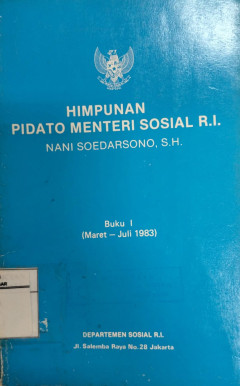 HIMPUNAN
PIDATO MENTERI SOSIAL R.I.
NANI SOEDARSONO, S.H.
Buku I
(Maret – Juli 1983)
DEPARTEMEN SOSIAL R.I.
Jl. Salemba Raya No. 28 Jakarta